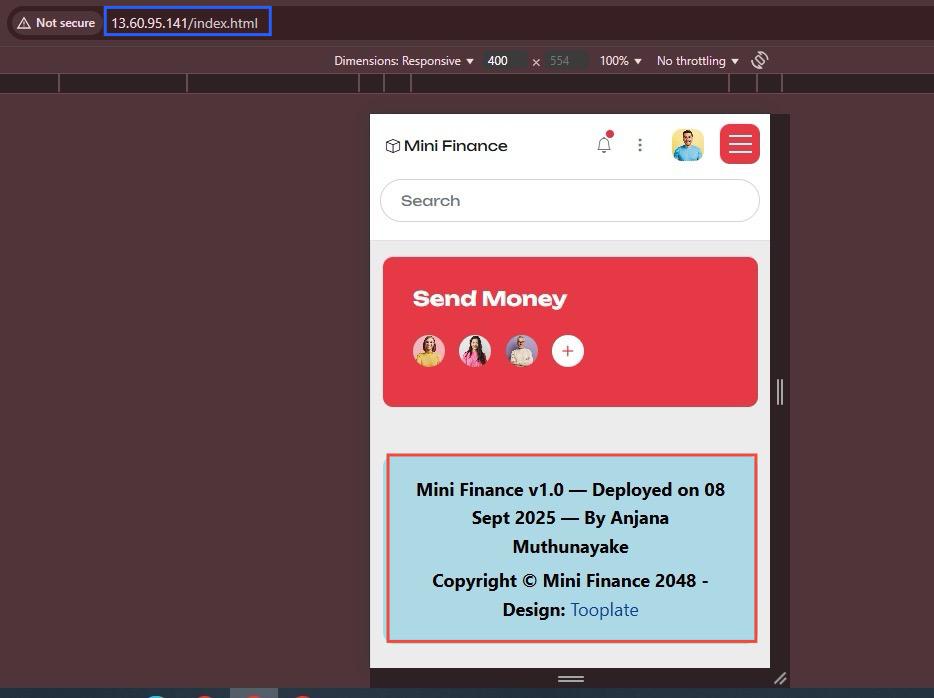 Not secure
13.60.95.141/index.html
Dimensions: Responsive 400 × 554 100% No throttling
Mini Finance
Search
Send Money
Mini Finance v1.0 — Deployed on 08
Sept 2025 — By Anjana
Muthunayake
Copyright © Mini Finance 2048 -
Design: Tooplate